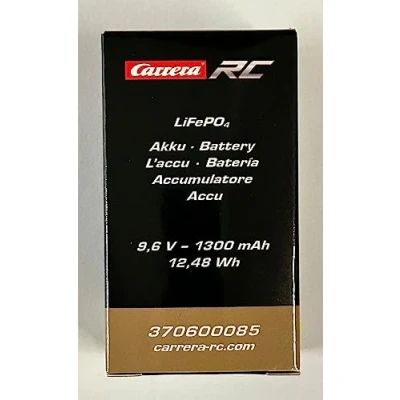 Carrera RC
LiFePO₄
Akku · Battery
L'accu · Batería
Accumulatore
Accu
9,6 V – 1300 mAh
12,48 Wh
370600085
carrera-rc.com